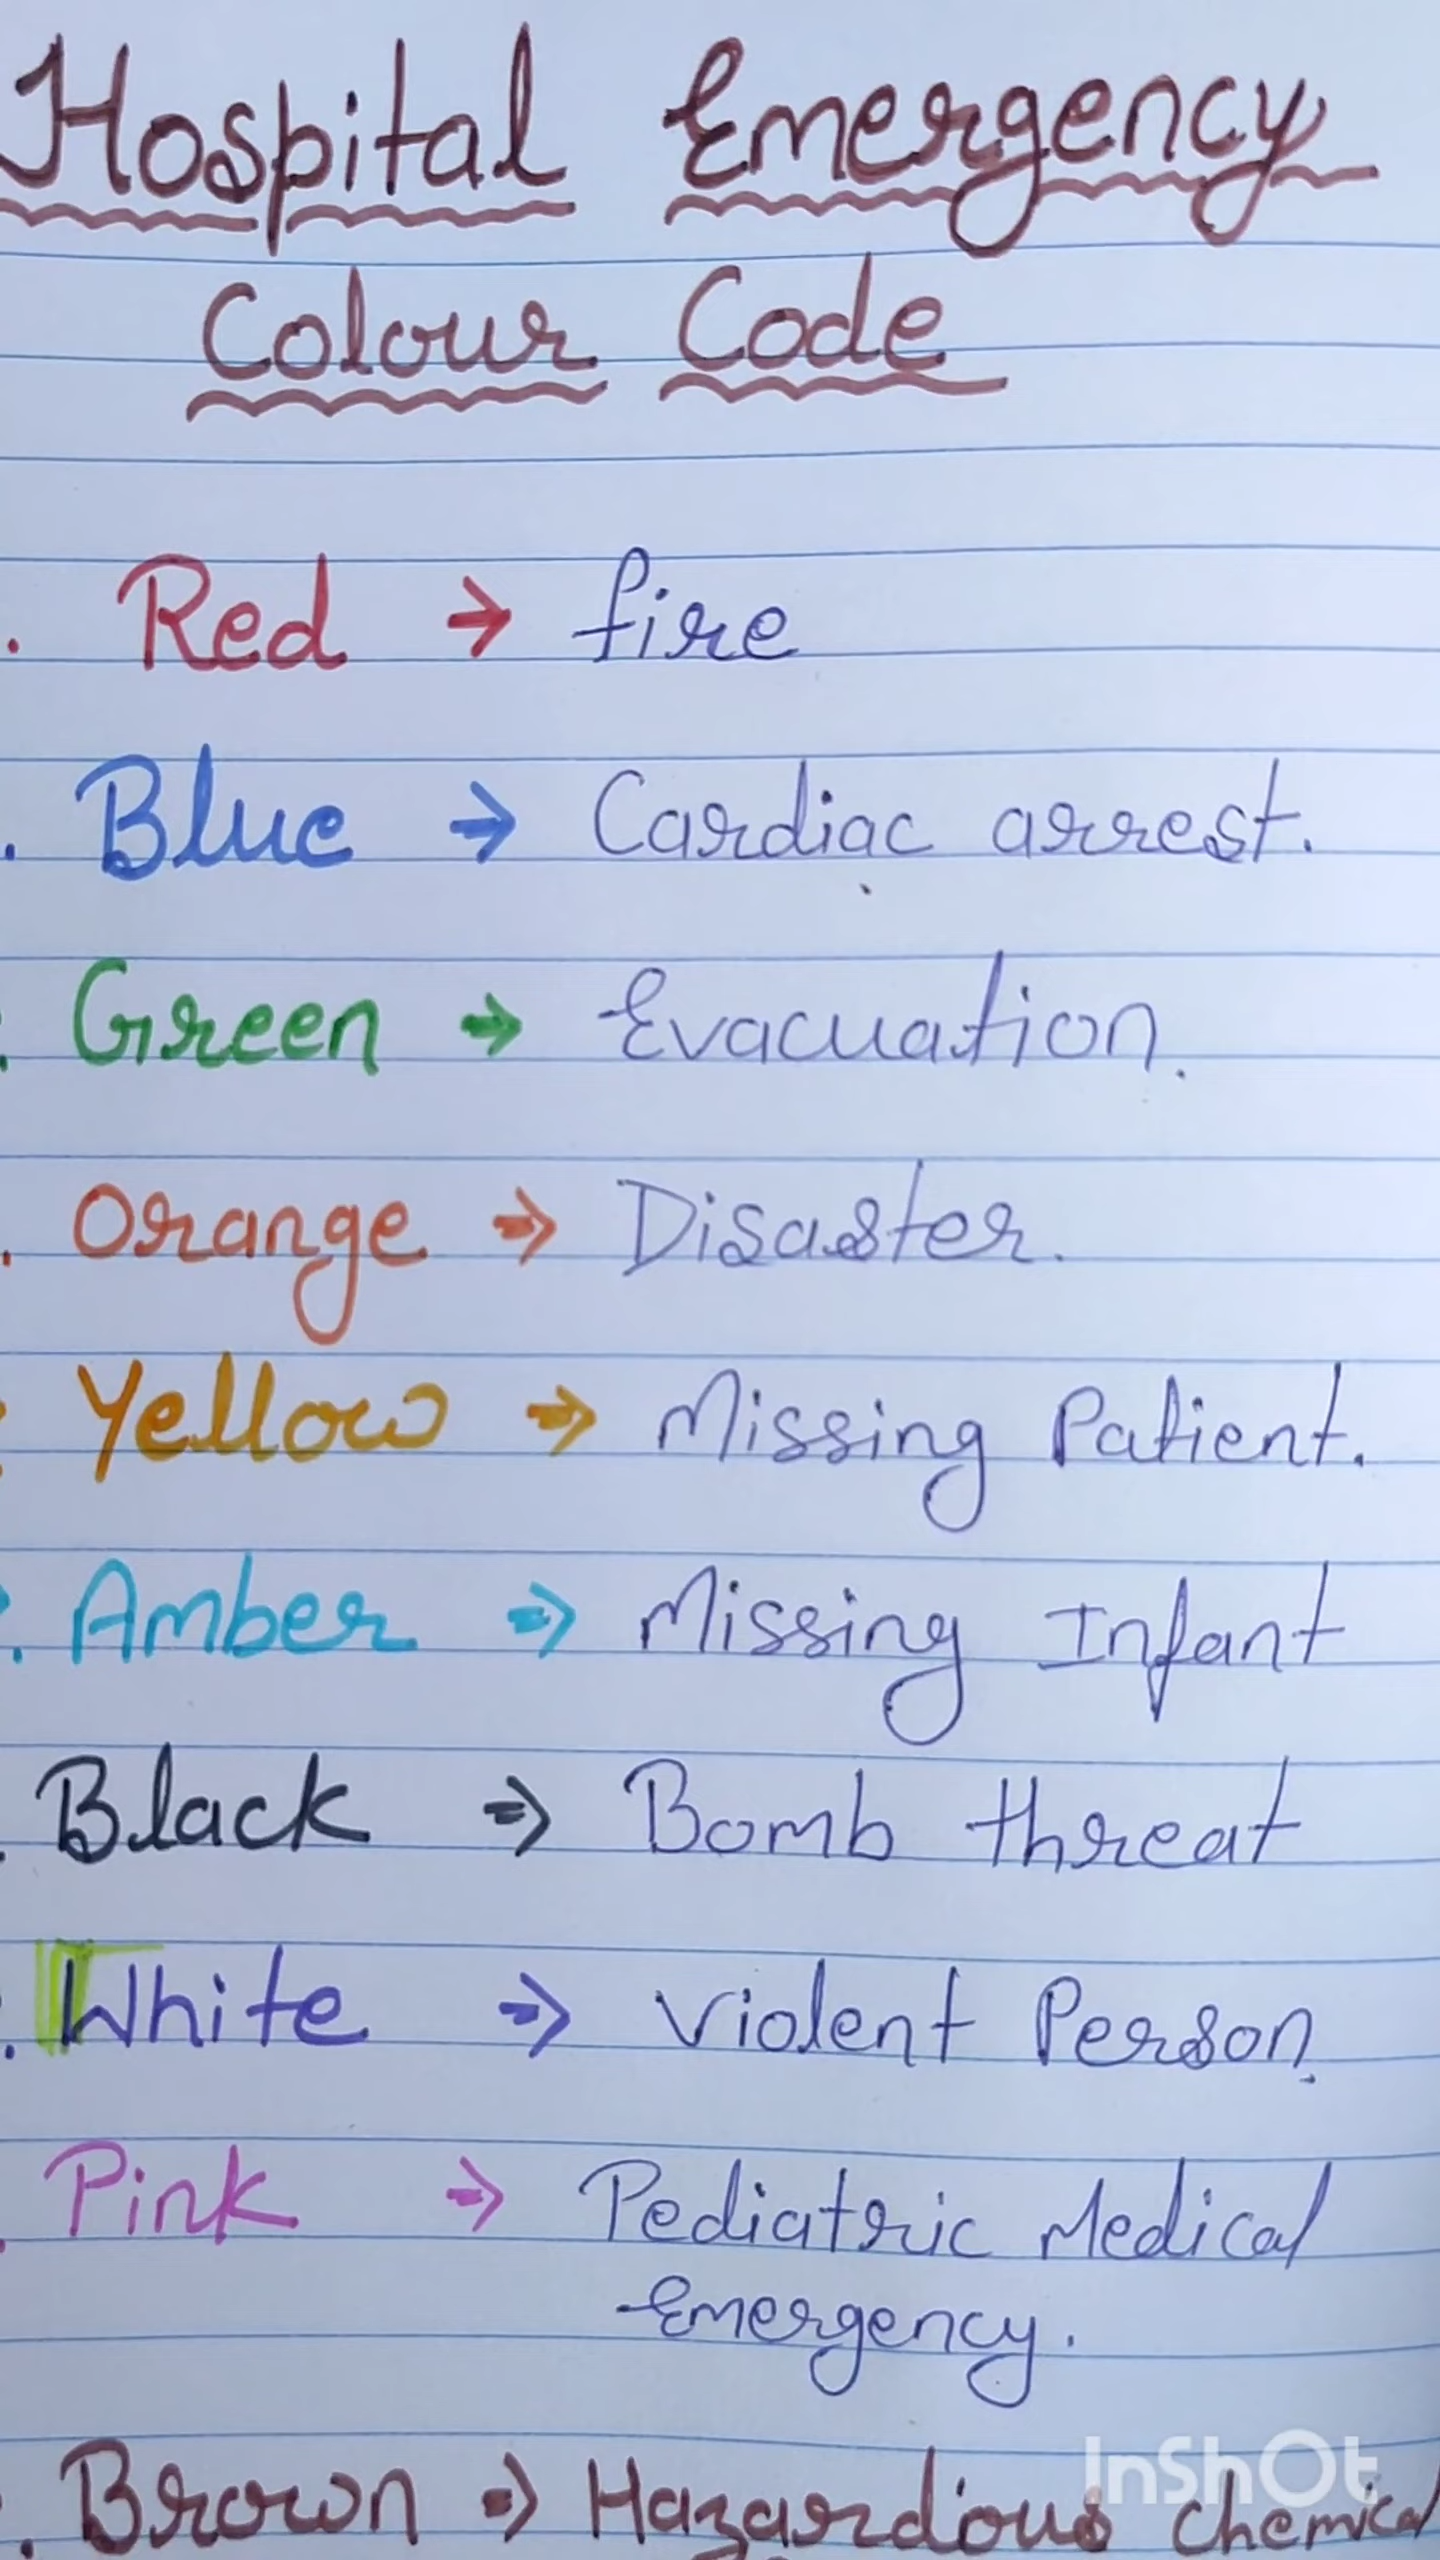 Hospital Emergency
Colour Code
. Red → fire
. Blue → Cardiac arrest.
. Green → Evacuation.
. Orange → Disaster.
. Yellow → Missing Patient.
. Amber → Missing Infant
. Black → Bomb threat
. White → Violent Person.
. Pink → Pediatric Medical
Emergency.
. Brown → Hazardious chemical
InShOt